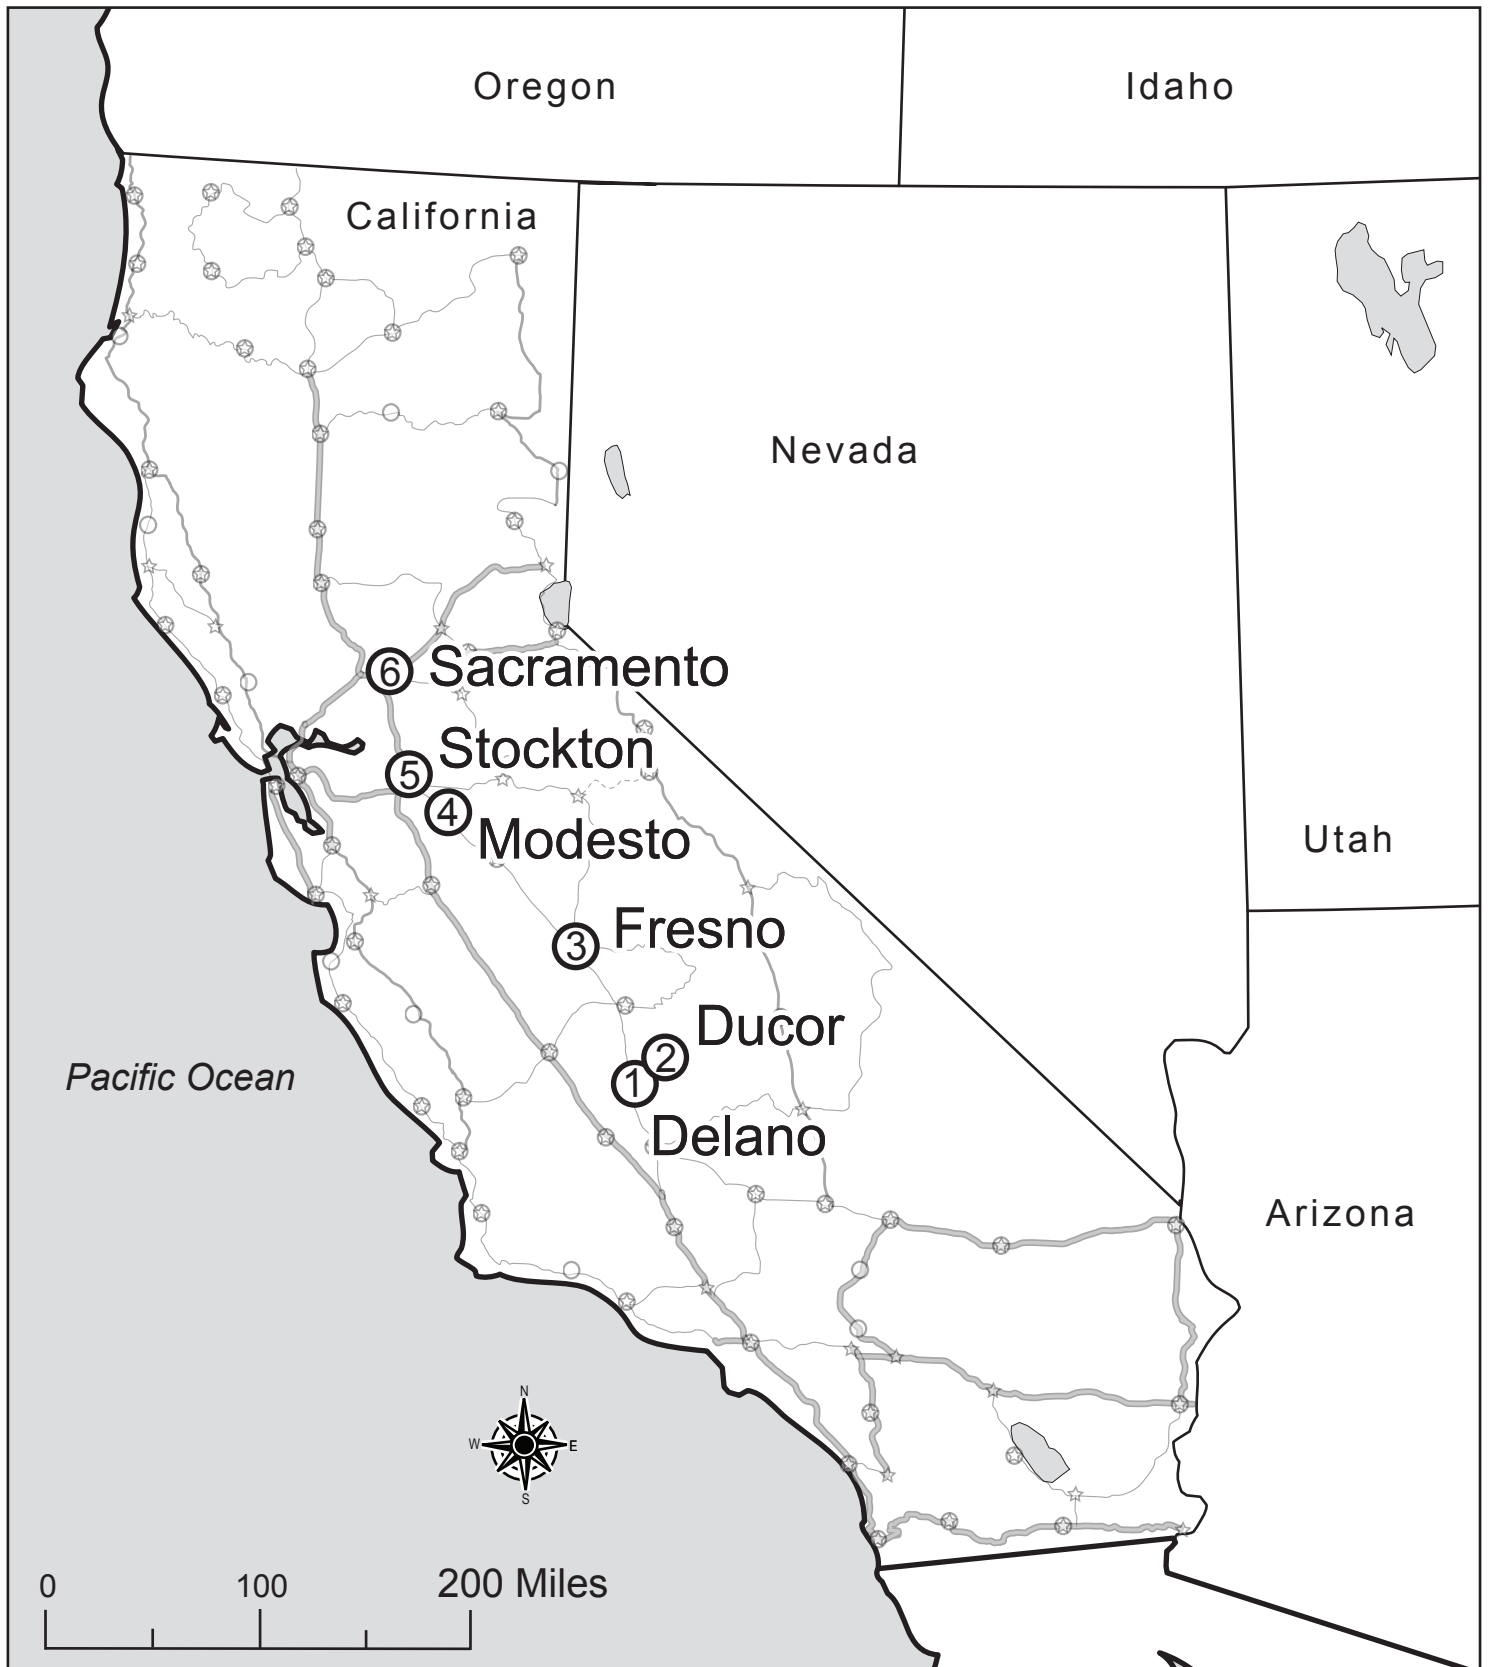 Oregon
Idaho
California
Nevada
6 Sacramento
5 Stockton
4 Modesto
Utah
3 Fresno
2 Ducor
1 Delano
Pacific Ocean
Arizona
N
W E
S
0 100 200 Miles